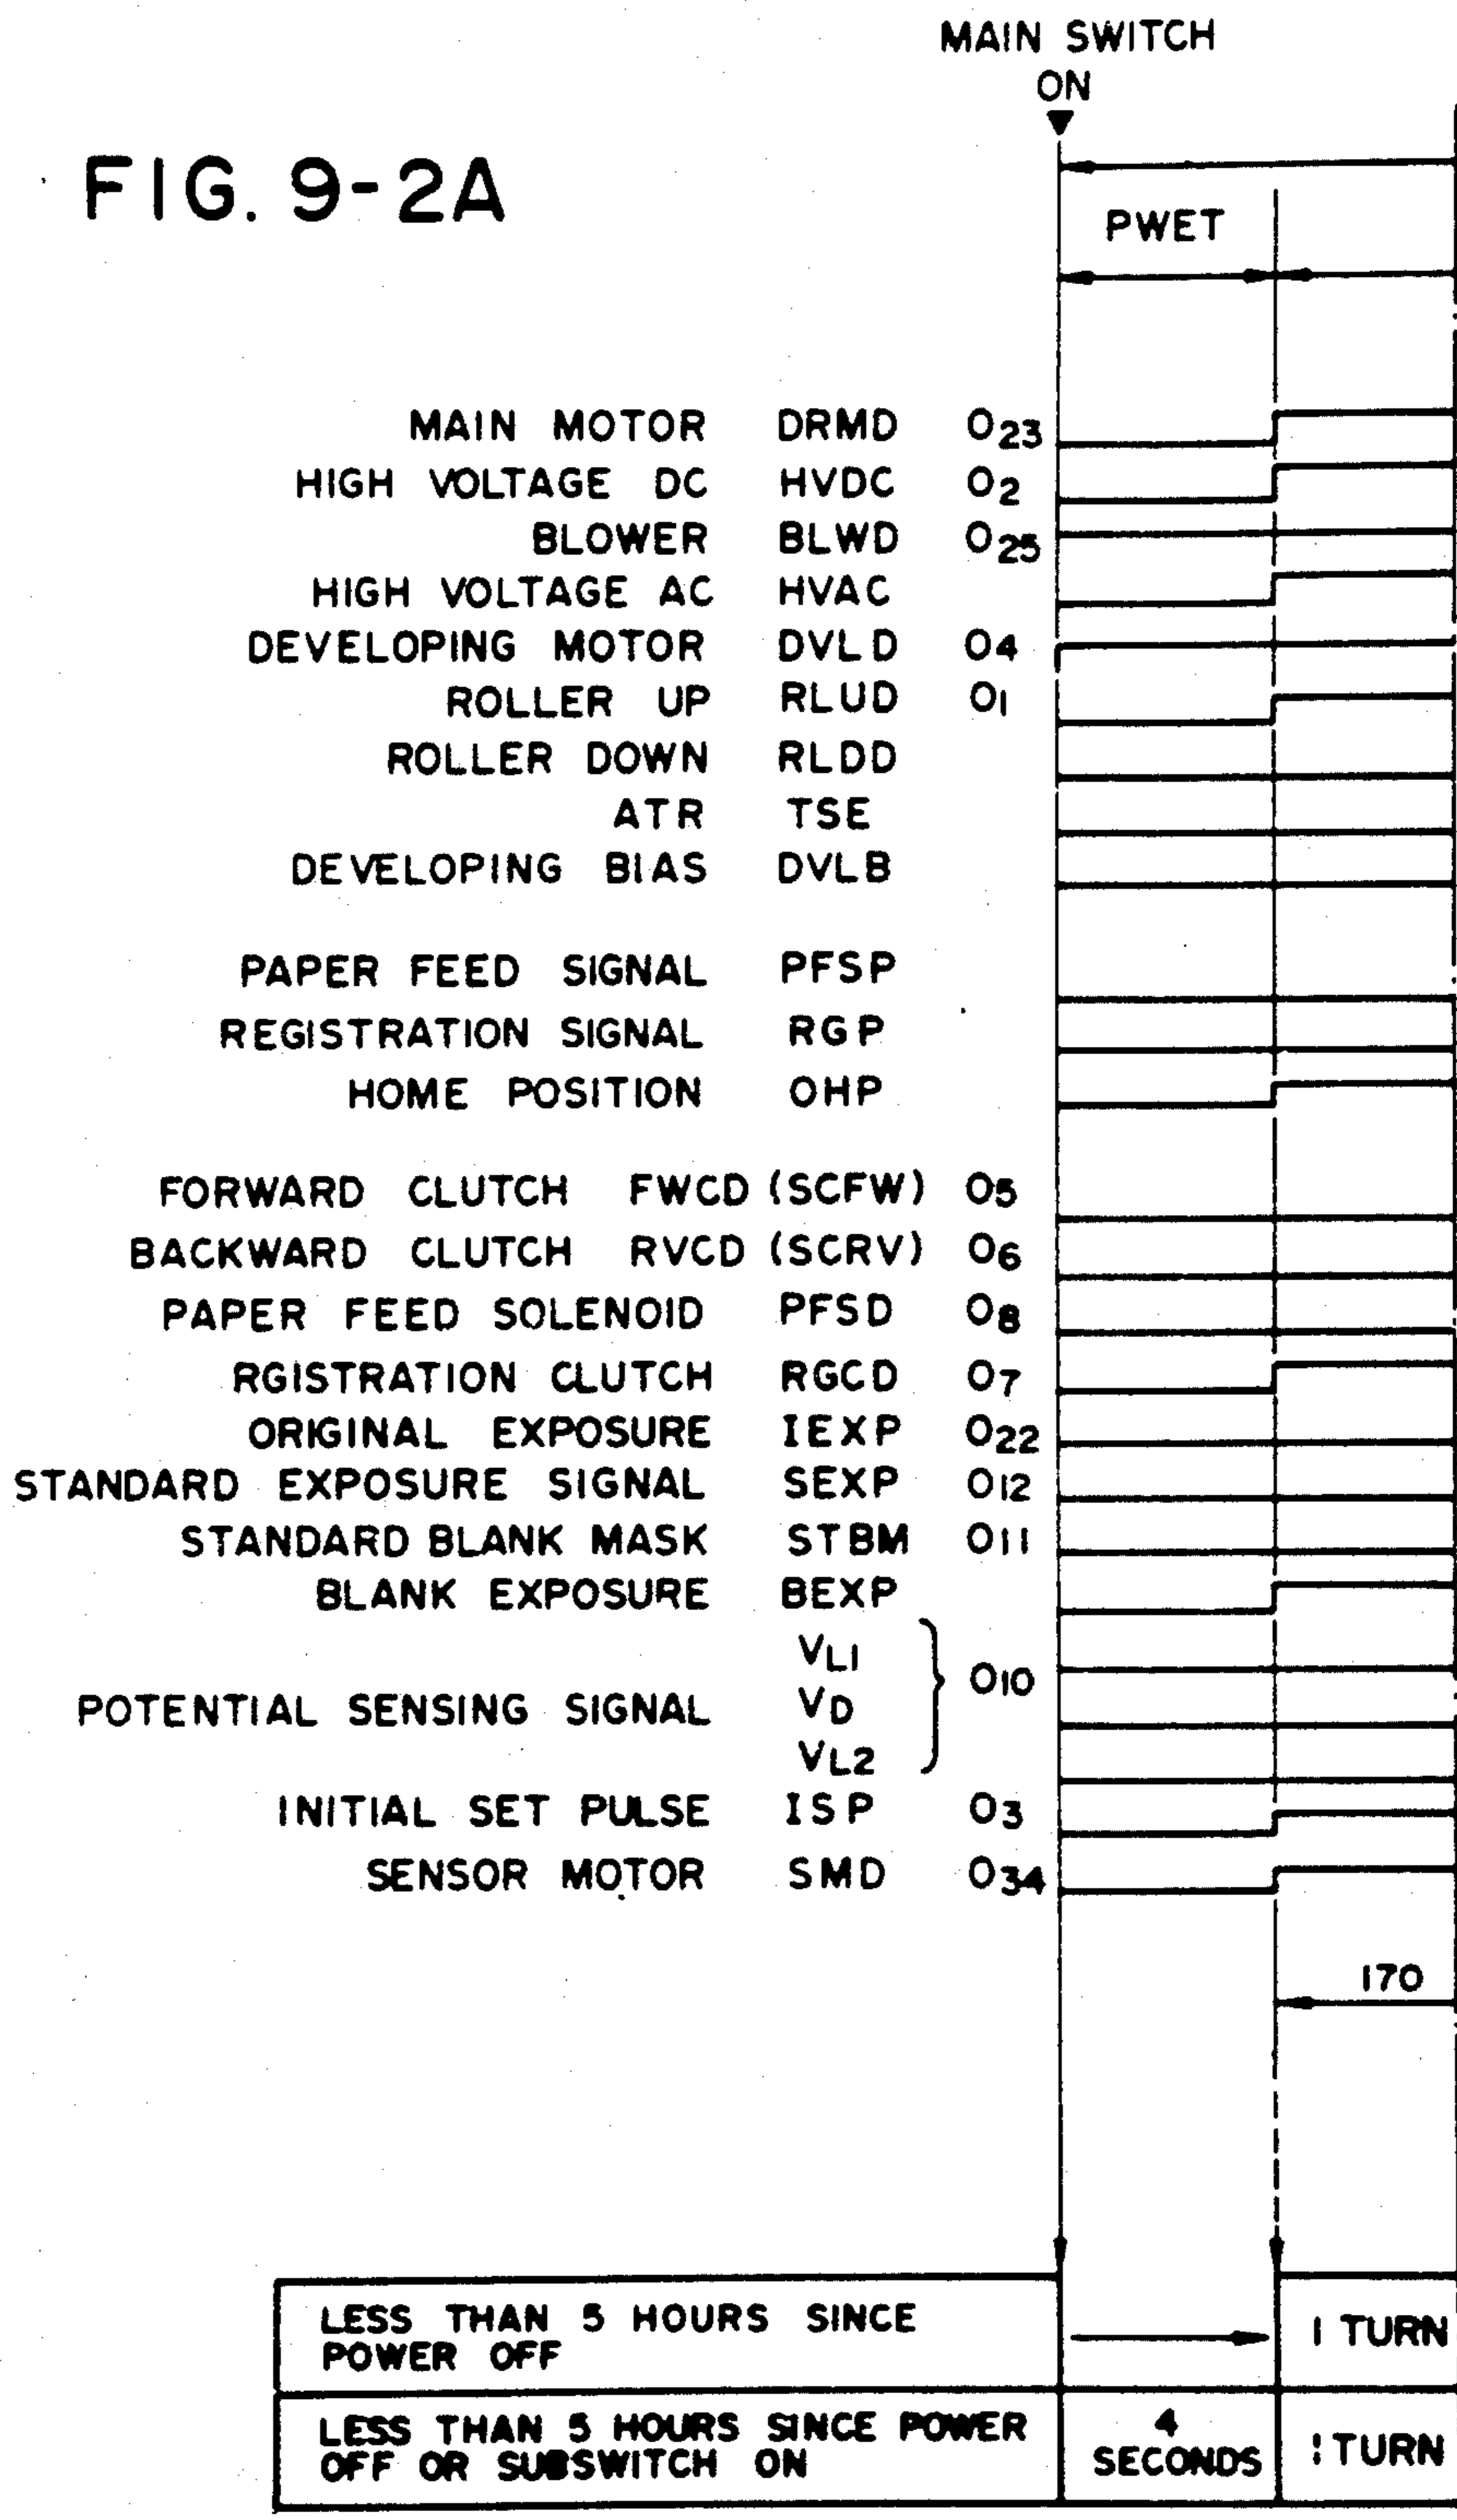 MAIN SWITCH
ON
FIG. 9-2A
PWET
MAIN MOTOR DRMD O23
HIGH VOLTAGE DC HVDC O2
BLOWER BLWD O25
HIGH VOLTAGE AC HVAC
DEVELOPING MOTOR DVLD O4
ROLLER UP RLUD O1
ROLLER DOWN RLDD
ATR TSE
DEVELOPING BIAS DVLB
PAPER FEED SIGNAL PFSP
REGISTRATION SIGNAL RGP
HOME POSITION OHP
FORWARD CLUTCH FWCD (SCFW) O5
BACKWARD CLUTCH RVCD (SCRV) O6
PAPER FEED SOLENOID PFSD O8
RGISTRATION CLUTCH RGCD O7
ORIGINAL EXPOSURE IEXP O22
STANDARD EXPOSURE SIGNAL SEXP O12
STANDARD BLANK MASK STBM O11
BLANK EXPOSURE BEXP
POTENTIAL SENSING SIGNAL
VL1
VD
VL2
O10
INITIAL SET PULSE ISP O3
SENSOR MOTOR SMD O34
170
LESS THAN 5 HOURS SINCE
POWER OFF
1 TURN
LESS THAN 5 HOURS SINCE POWER
OFF OR SUBSWITCH ON
4
SECONDS
1 TURN